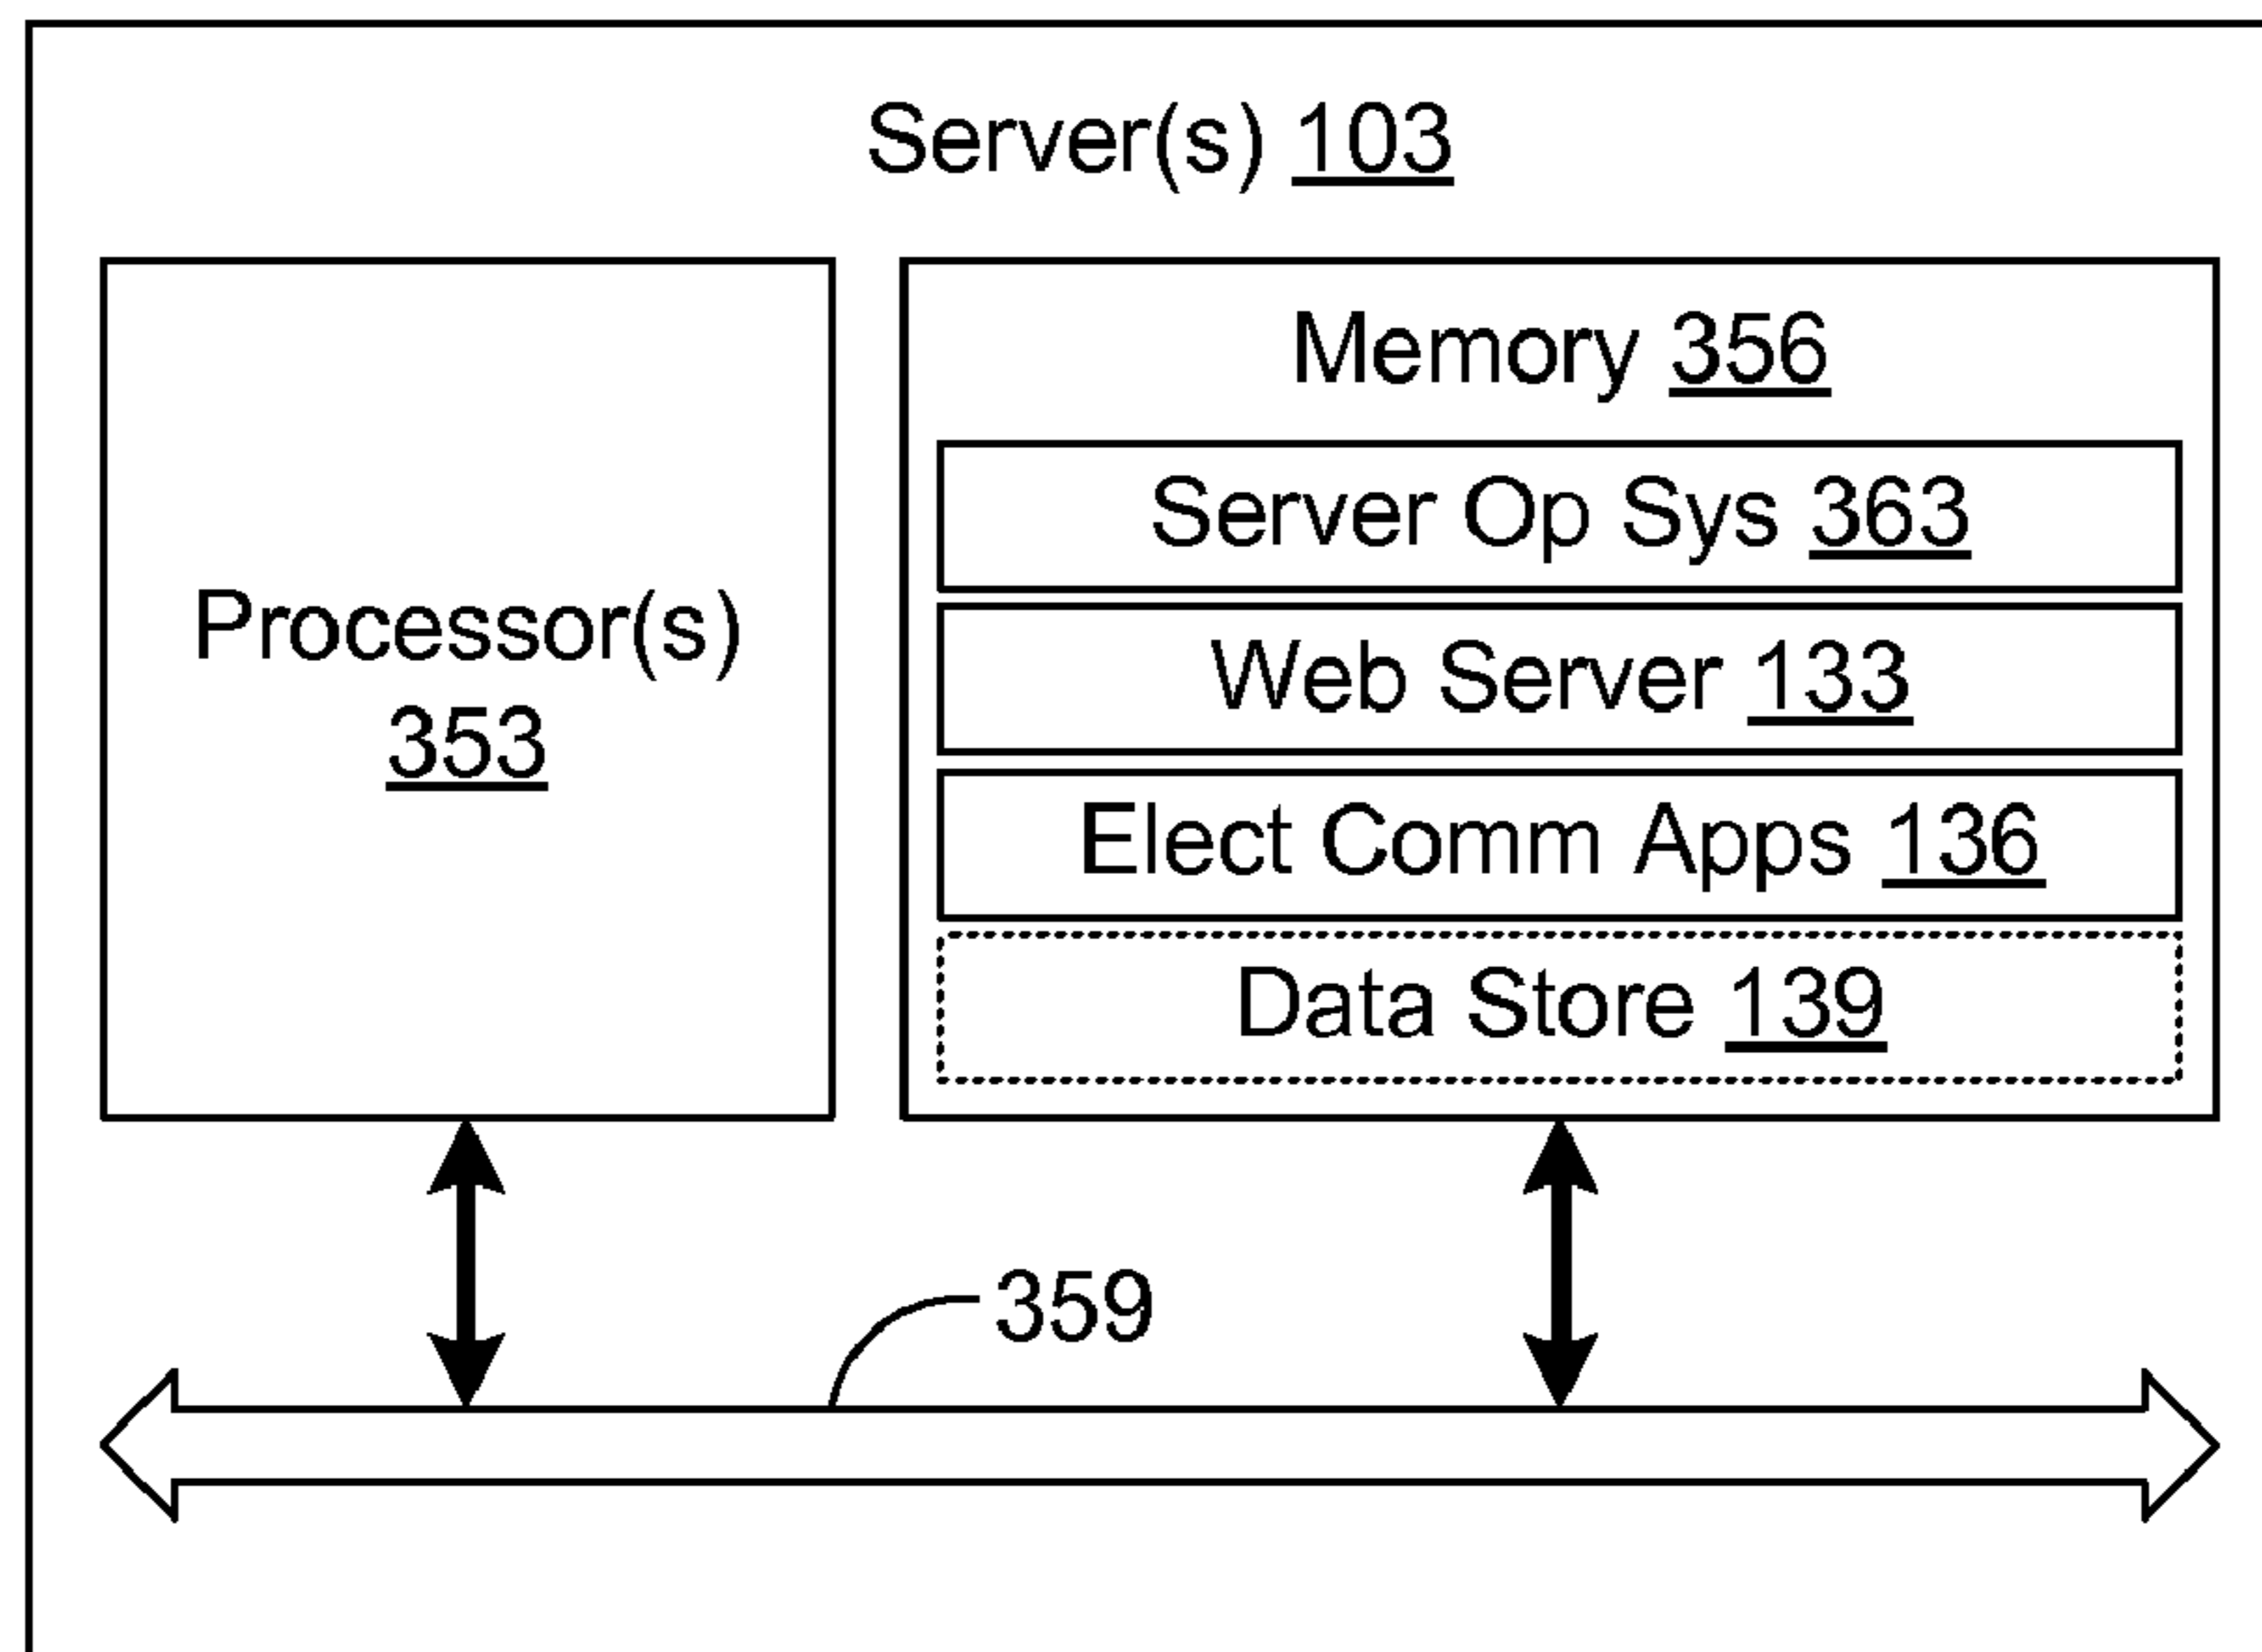 Server(s) 103
Processor(s)
353
Memory 356
Server Op Sys 363
Web Server 133
Elect Comm Apps 136
Data Store 139
359